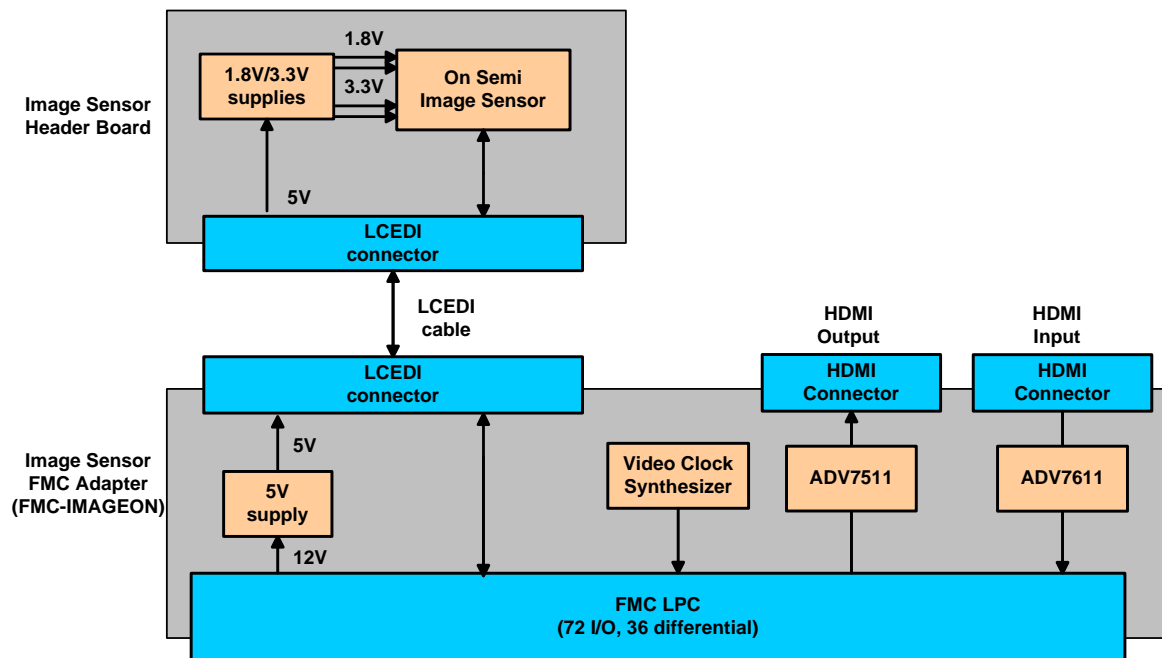 1.8V
1.8V/3.3V
supplies
3.3V
On Semi
Image Sensor
Image Sensor
Header Board
5V
LCEDI
connector
LCEDI
cable
HDMI
Output
HDMI
Input
LCEDI
connector
HDMI
Connector
HDMI
Connector
Image Sensor
FMC Adapter
(FMC-IMAGEON)
5V
5V
supply
12V
Video Clock
Synthesizer
ADV7511
ADV7611
FMC LPC
(72 I/O, 36 differential)